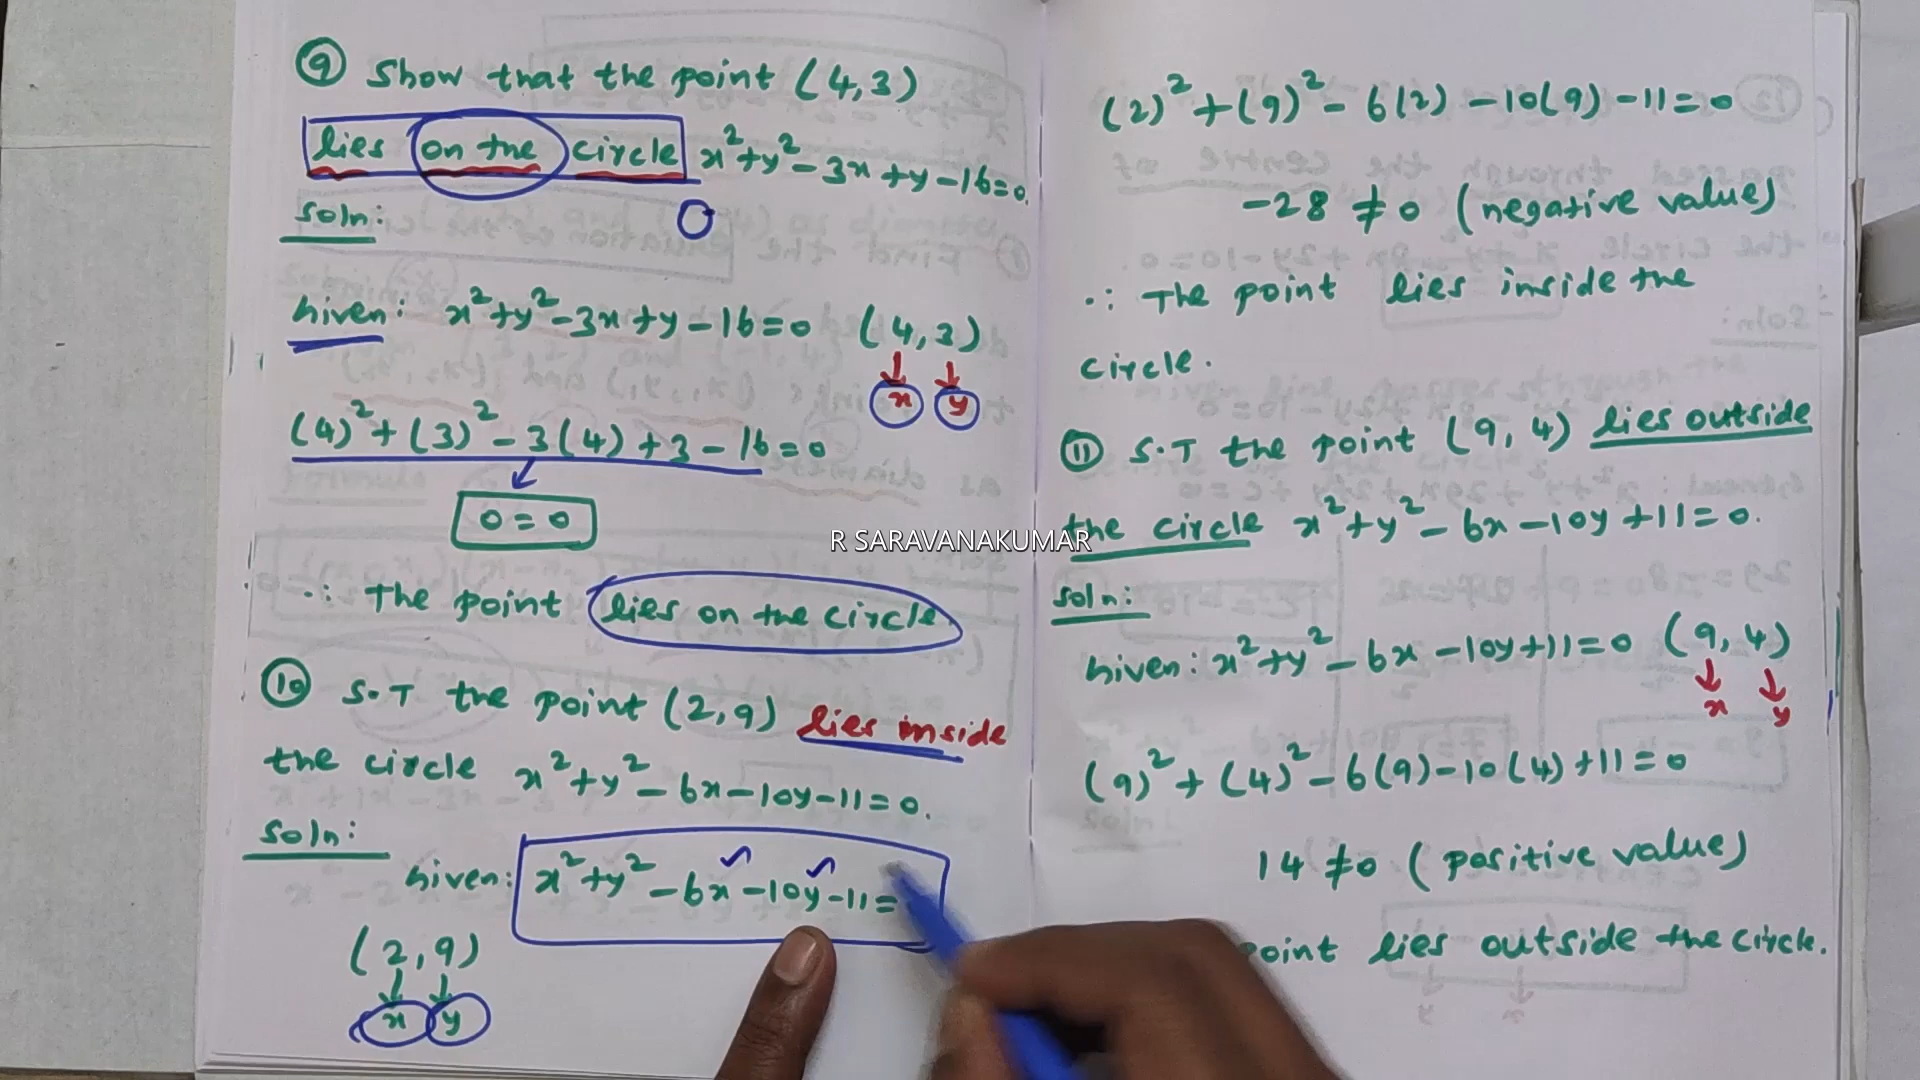 9 Show that the point (4,3)
lies on the circle x²+y²-3x+y-16=0.
Soln:
Given: x²+y²-3x+y-16=0 (4,3)
x y
(4)²+(3)²-3(4)+3-16=0
0=0
∴ The point lies on the circle.
10 S.T the point (2,9) lies inside
the circle x²+y²-6x-10y-11=0.
Soln:
Given: x²+y²-6x-10y-11=
(2,9)
x y
(2)²+(9)²-6(2)-10(9)-11=0
-28≠0 (negative value)
∴ The point lies inside the
circle.
11 S.T the point (9,4) lies outside
the circle x²+y²-6x-10y+11=0.
Soln:
Given: x²+y²-6x-10y+11=0 (9,4)
x y
(9)²+(4)²-6(9)-10(4)+11=0
14≠0 (positive value)
point lies outside the circle.
R SARAVANAKUMAR